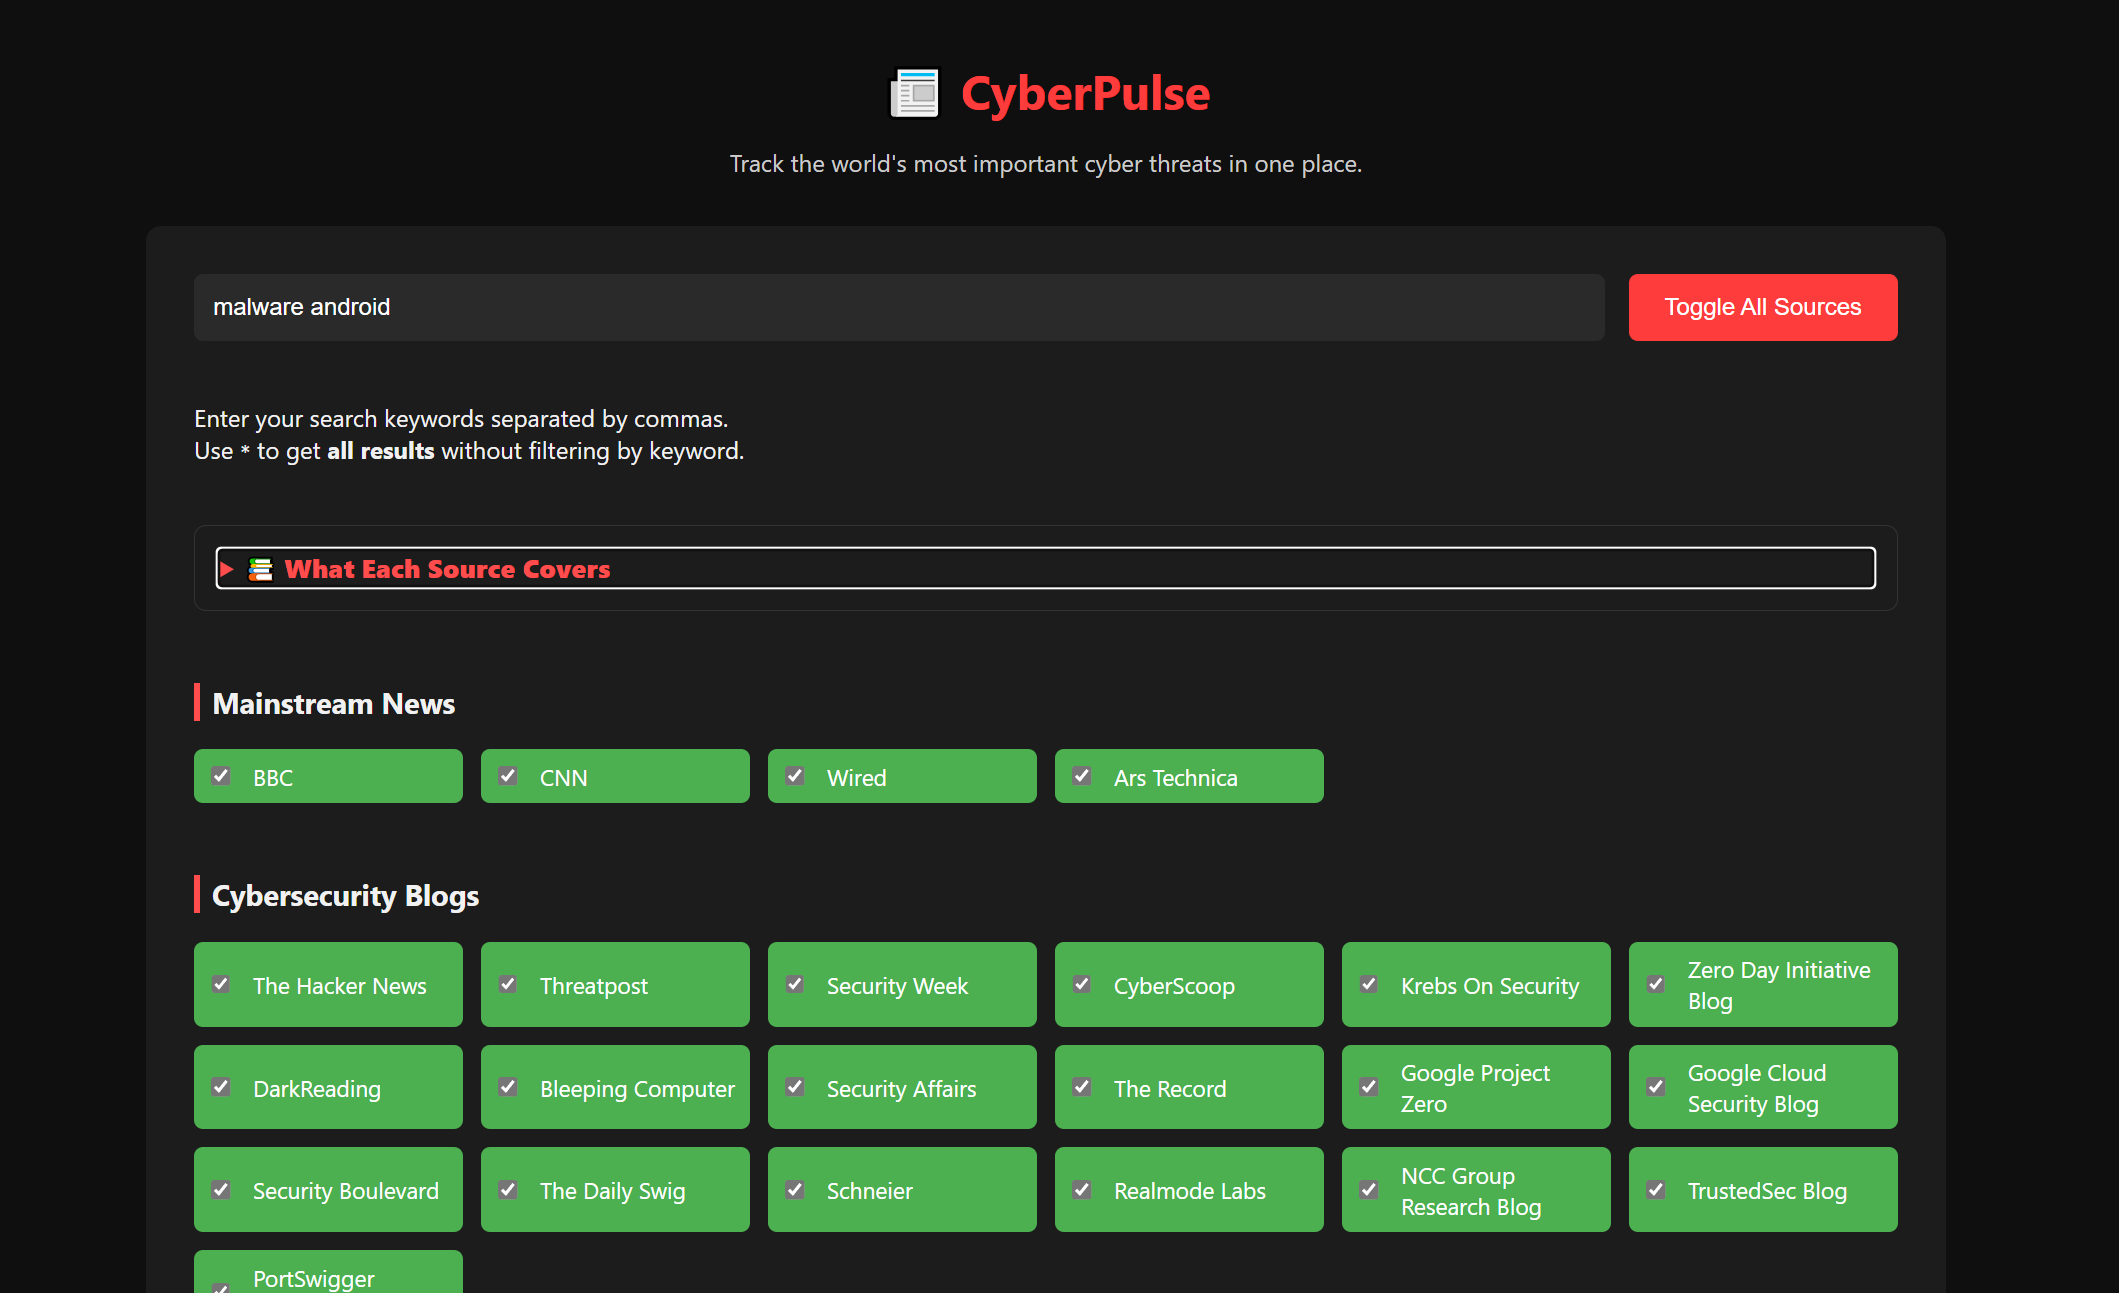 CyberPulse
Track the world's most important cyber threats in one place.
malware android
Toggle All Sources
Enter your search keywords separated by commas.
Use * to get all results without filtering by keyword.
What Each Source Covers
Mainstream News
BBC
CNN
Wired
Ars Technica
Cybersecurity Blogs
The Hacker News
Threatpost
Security Week
CyberScoop
Krebs On Security
Zero Day Initiative
Blog
DarkReading
Bleeping Computer
Security Affairs
The Record
Google Project
Zero
Google Cloud
Security Blog
Security Boulevard
The Daily Swig
Schneier
Realmode Labs
NCC Group
Research Blog
TrustedSec Blog
PortSwigger